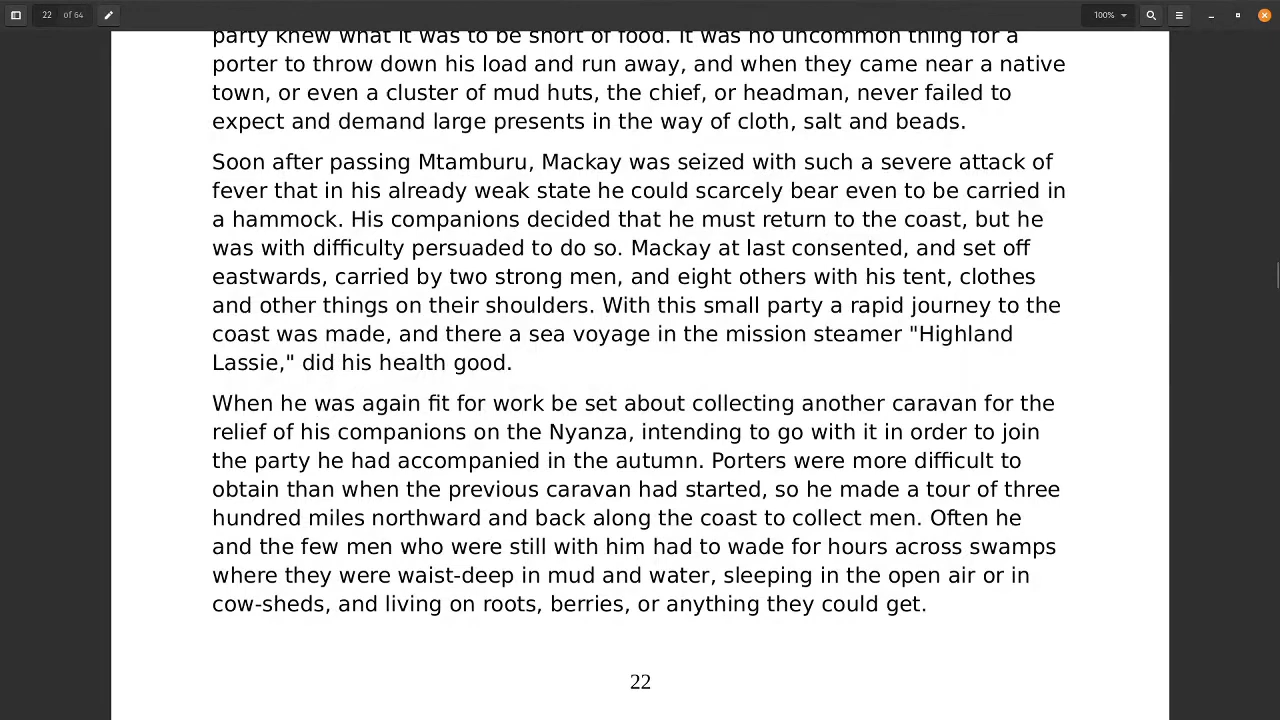 22 of 64
100%
party knew what it was to be short of food. It was no uncommon thing for a
porter to throw down his load and run away, and when they came near a native
town, or even a cluster of mud huts, the chief, or headman, never failed to
expect and demand large presents in the way of cloth, salt and beads.
Soon after passing Mtamburu, Mackay was seized with such a severe attack of
fever that in his already weak state he could scarcely bear even to be carried in
a hammock. His companions decided that he must return to the coast, but he
was with difficulty persuaded to do so. Mackay at last consented, and set off
eastwards, carried by two strong men, and eight others with his tent, clothes
and other things on their shoulders. With this small party a rapid journey to the
coast was made, and there a sea voyage in the mission steamer "Highland
Lassie," did his health good.
When he was again fit for work be set about collecting another caravan for the
relief of his companions on the Nyanza, intending to go with it in order to join
the party he had accompanied in the autumn. Porters were more difficult to
obtain than when the previous caravan had started, so he made a tour of three
hundred miles northward and back along the coast to collect men. Often he
and the few men who were still with him had to wade for hours across swamps
where they were waist-deep in mud and water, sleeping in the open air or in
cow-sheds, and living on roots, berries, or anything they could get.
22